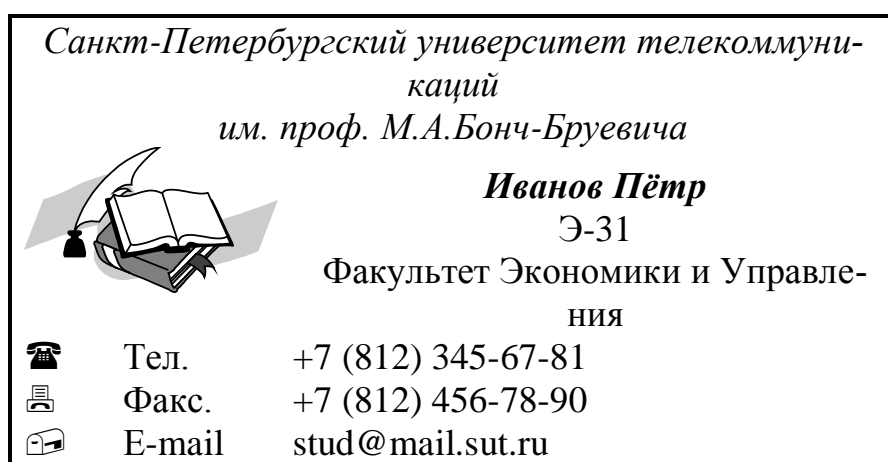 Санкт-Петербургский университет телекоммуни-
каций
им. проф. М.А.Бонч-Бруевича
Иванов Пётр
Э-31
Факультет Экономики и Управле-
ния
Тел. +7 (812) 345-67-81
Факс. +7 (812) 456-78-90
E-mail stud@mail.sut.ru